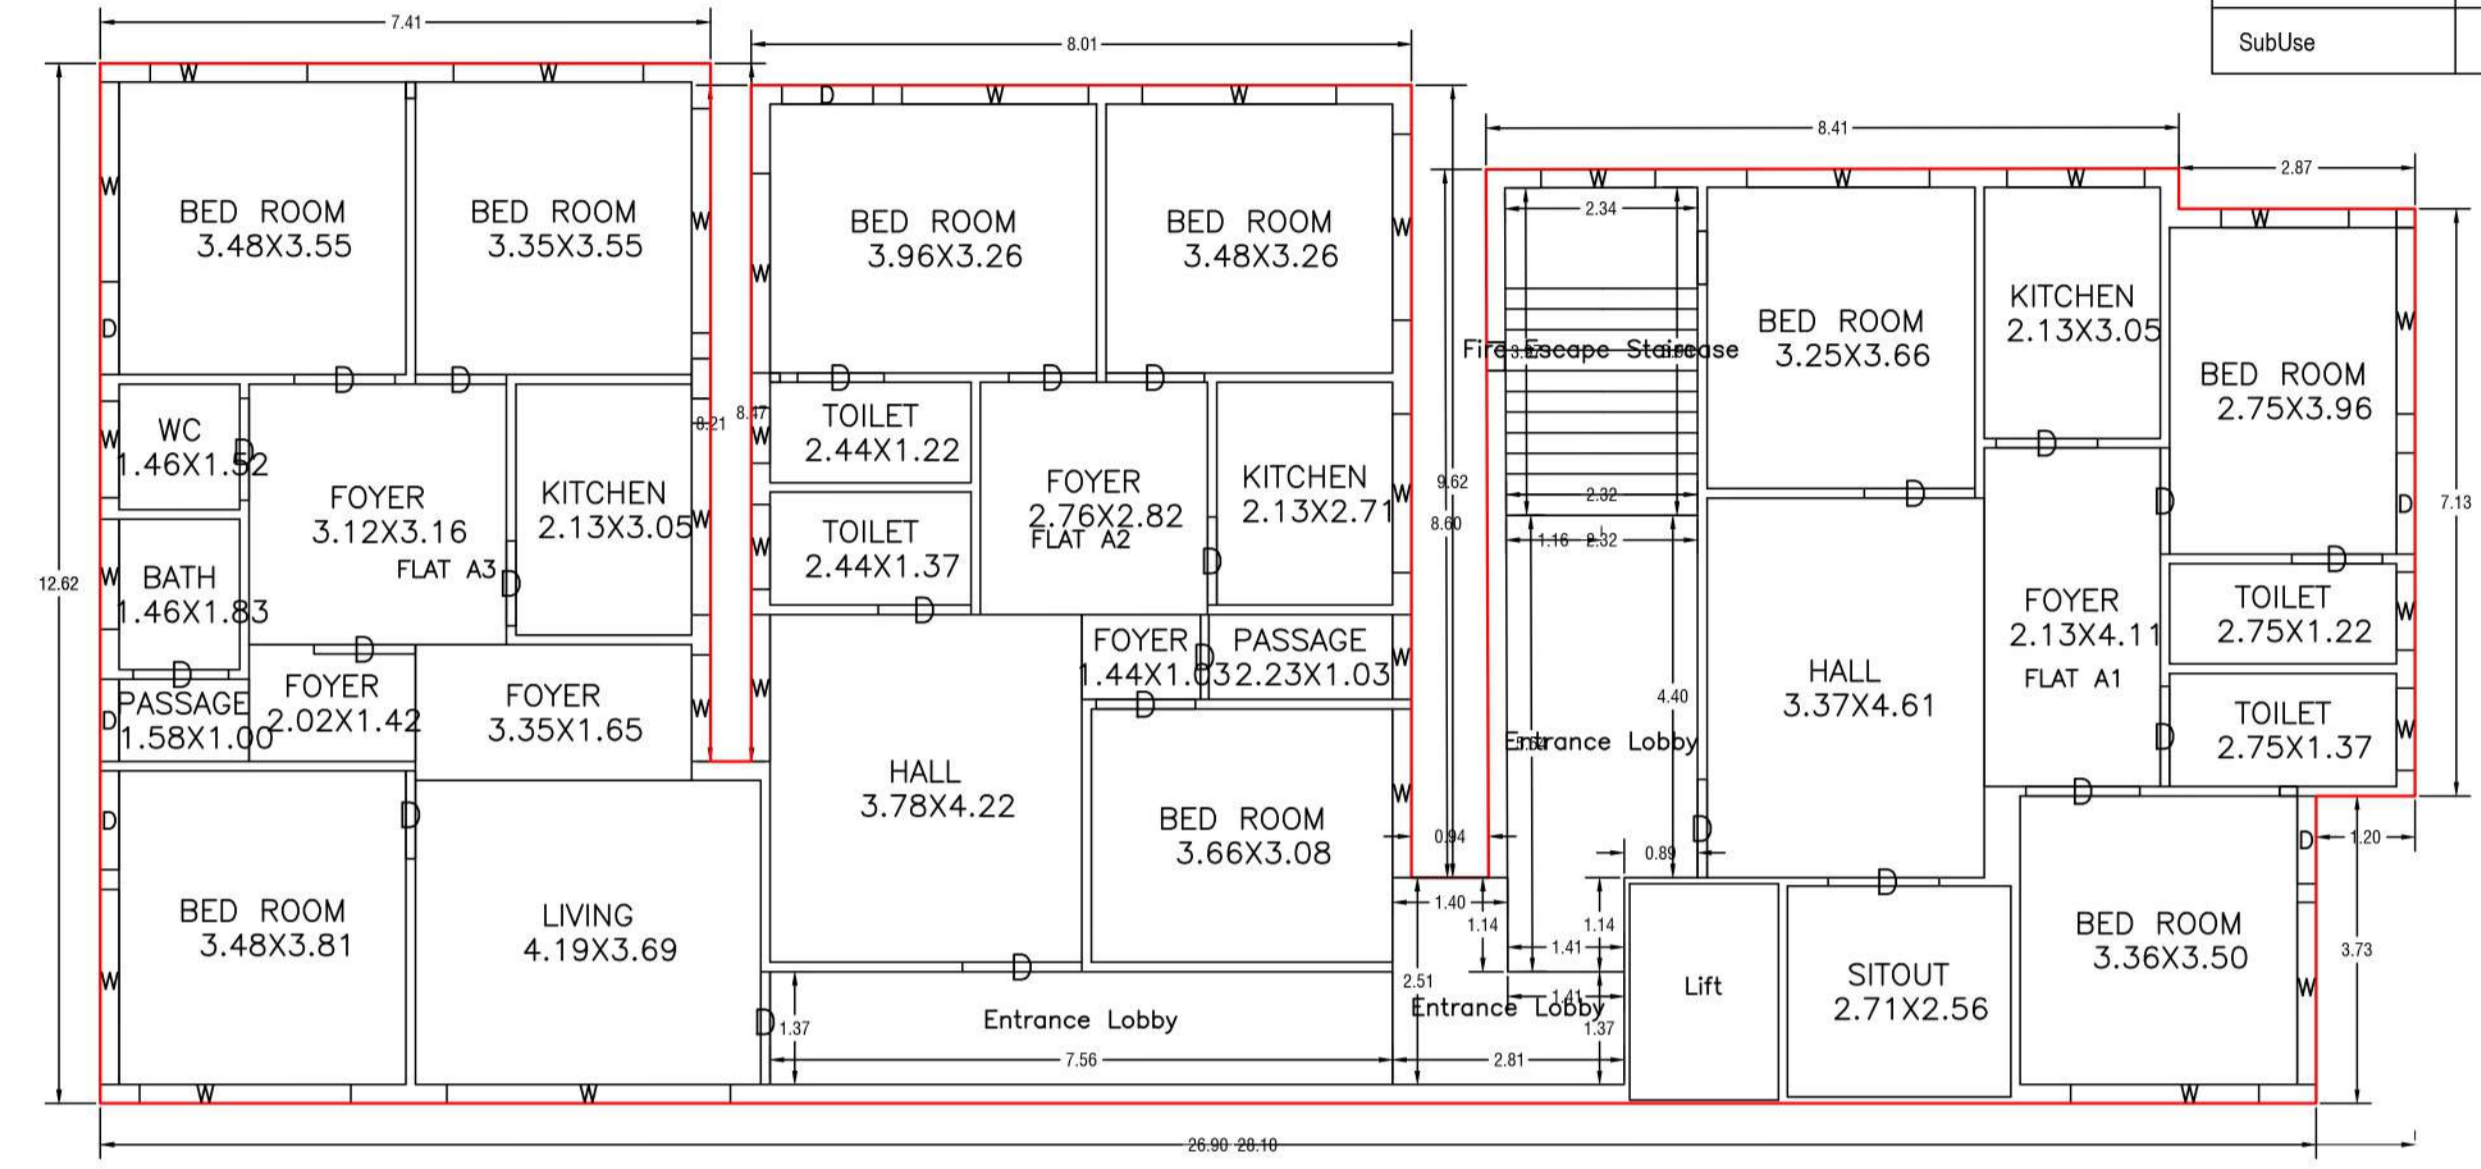 SubUse
7.41
8.01
8.41
2.87
W
W
D
W
W
W
W
W
W
BED ROOM
3.48X3.55
BED ROOM
3.35X3.55
W
W
D
BED ROOM
3.96X3.26
BED ROOM
3.48X3.26
W
W
2.34
Fire Escape Staircase
BED ROOM
3.25X3.66
KITCHEN
2.13X3.05
BED ROOM
2.75X3.96
W
D
7.13
D
D
D
D
D
WC
1.46X1.52
W
D
FOYER
3.12X3.16
FLAT A3
KITCHEN
2.13X3.05
W
D
8.21
8.47
W
TOILET
2.44X1.22
TOILET
2.44X1.37
W
D
FOYER
2.76X2.82
FLAT A2
KITCHEN
2.13X2.71
W
D
9.62
8.60
2.32
1.16
2.32
D
D
D
D
12.62
BATH
1.46X1.83
W
D
D
PASSAGE
1.58X1.00
D
FOYER
2.02X1.42
FOYER
3.35X1.65
W
W
FOYER
1.44X1.03
D
PASSAGE
2.23X1.03
W
D
4.40
Entrance Lobby
HALL
3.37X4.61
FOYER
2.13X4.11
FLAT A1
TOILET
2.75X1.22
W
TOILET
2.75X1.37
W
D
D
D
D
HALL
3.78X4.22
BED ROOM
3.66X3.08
W
0.94
0.89
D
D
D
1.20
BED ROOM
3.48X3.81
W
LIVING
4.19X3.69
D
D
1.40
1.14
1.14
1.41
2.51
1.41
Entrance Lobby
1.37
Lift
SITOUT
2.71X2.56
BED ROOM
3.36X3.50
W
3.73
1.37
Entrance Lobby
7.56
2.81
W
W
W
26.90
28.10